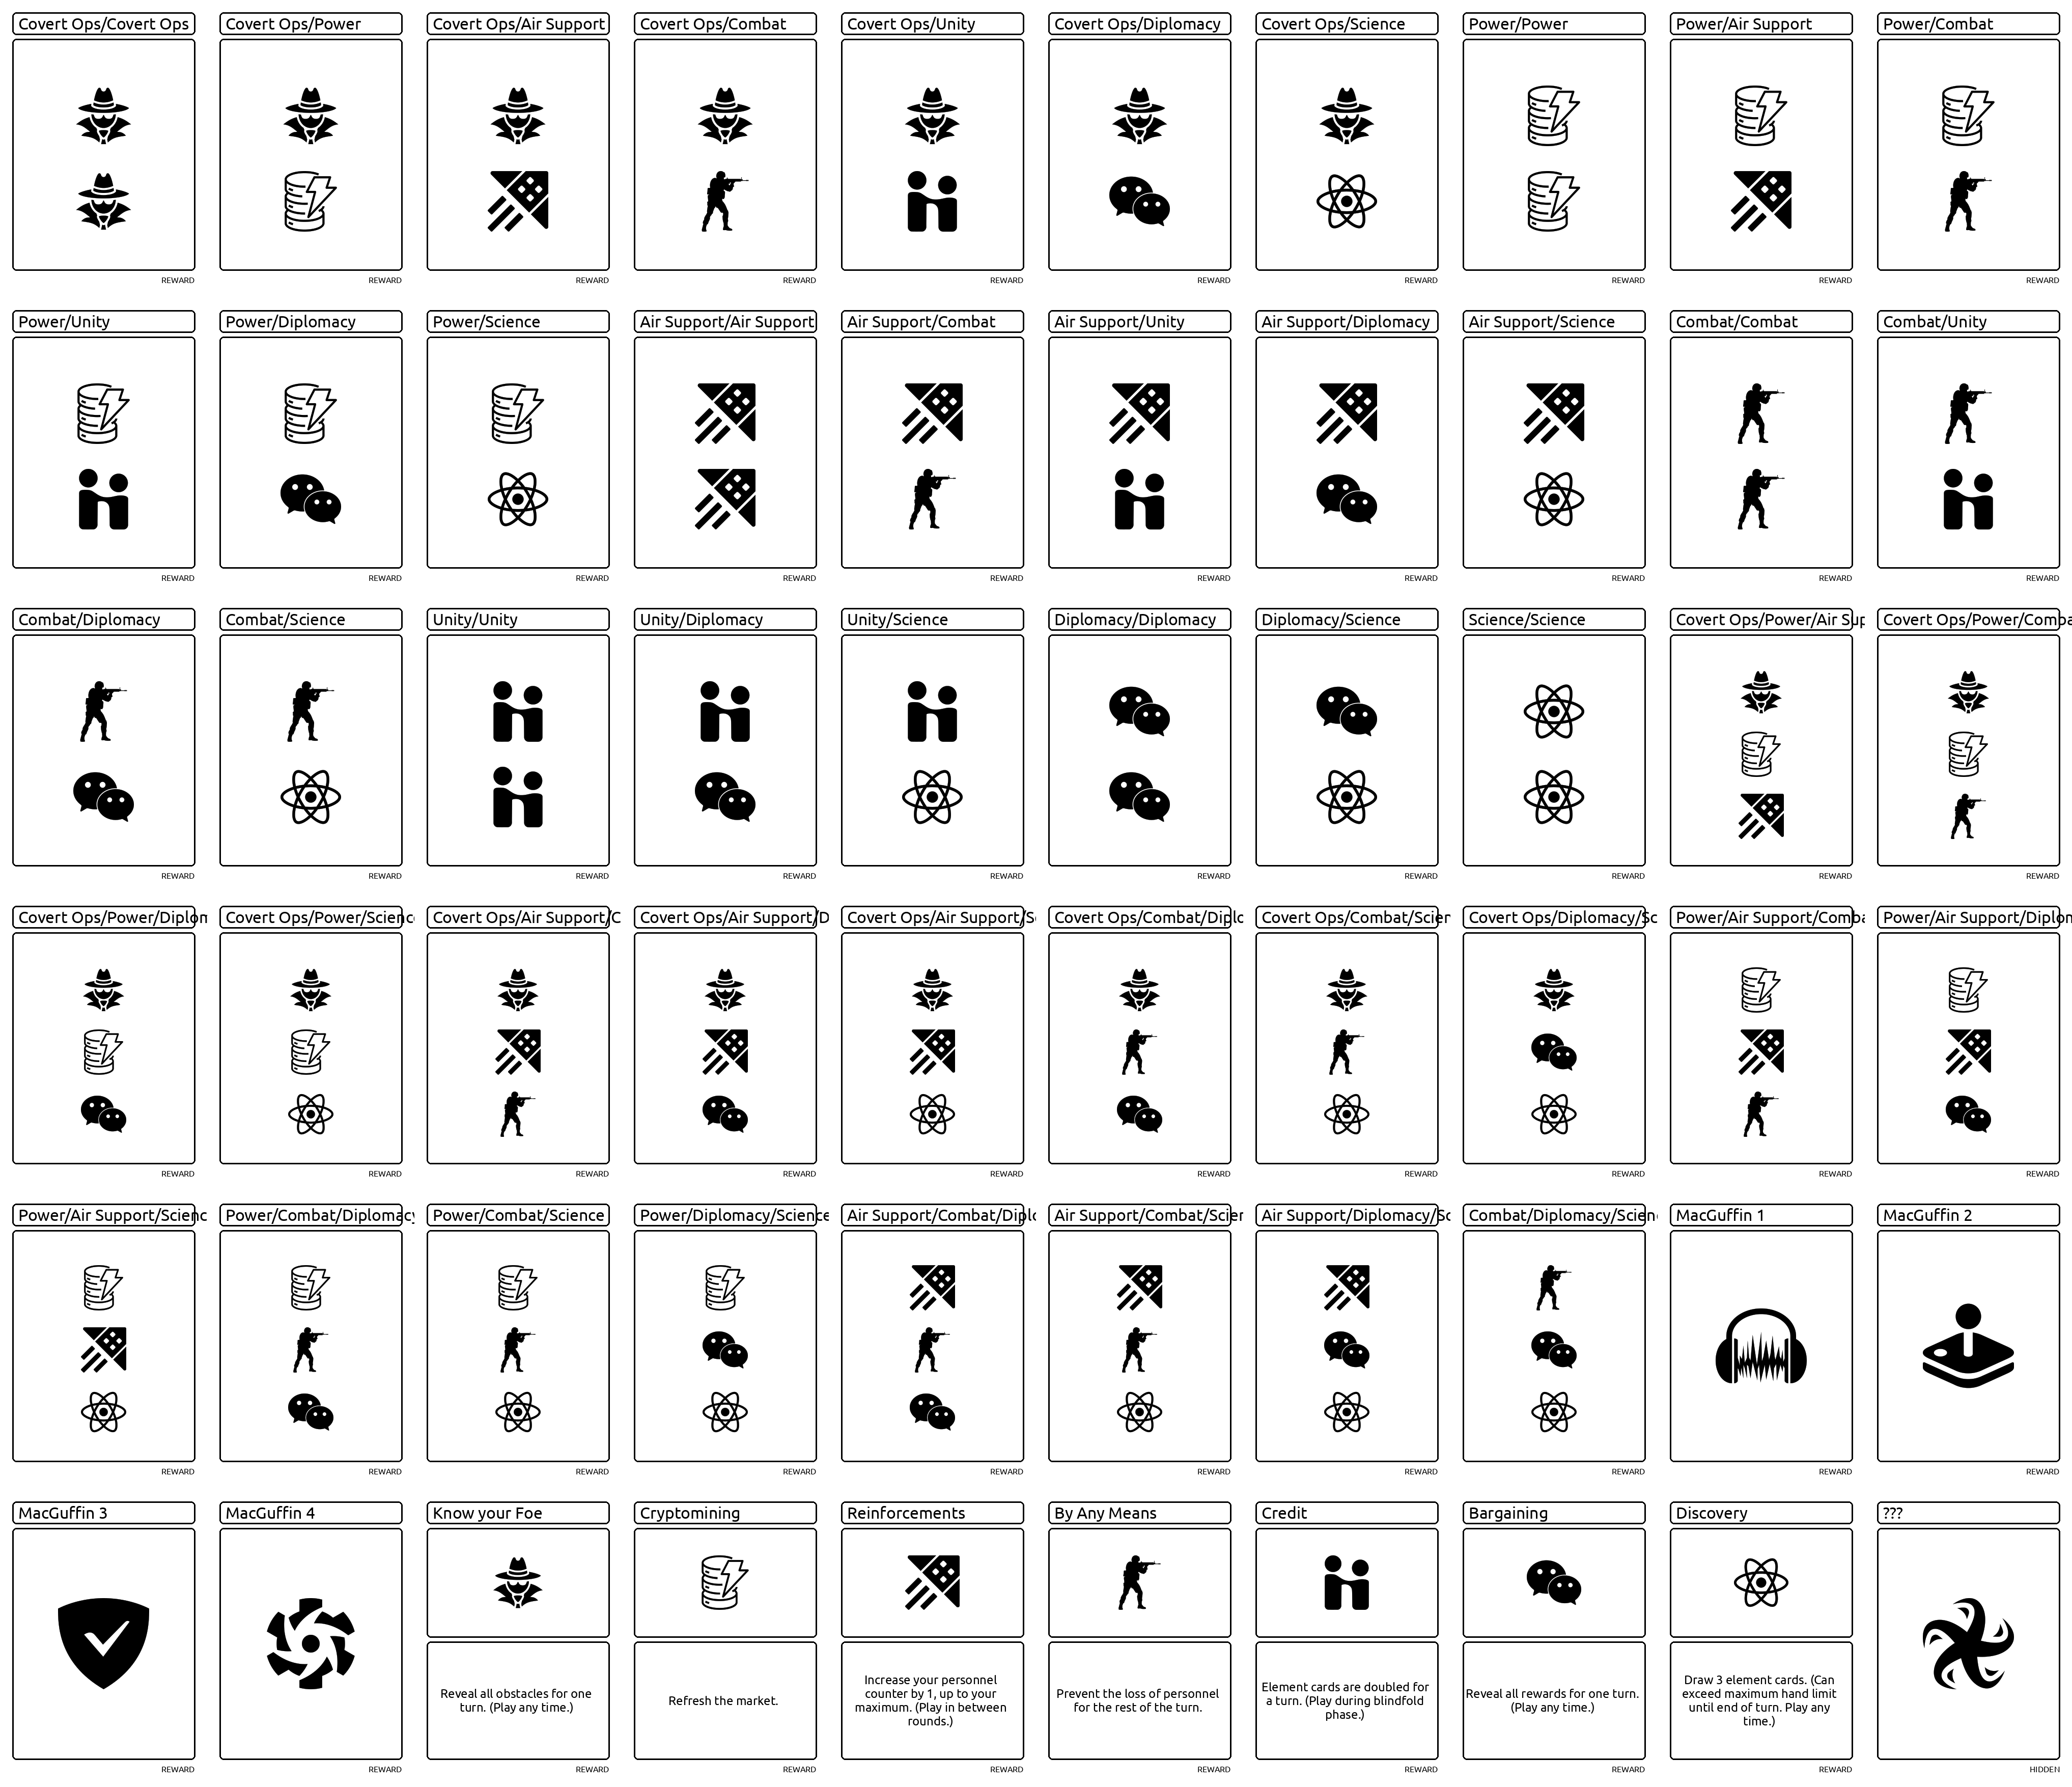 Covert Ops/Covert Ops
Covert Ops/Power
Covert Ops/Air Support
Covert Ops/Combat
Covert Ops/Unity
Covert Ops/Diplomacy
Covert Ops/Science
Power/Power
Power/Air Support
Power/Combat
REWARD
REWARD
REWARD
REWARD
REWARD
REWARD
REWARD
REWARD
REWARD
REWARD
Power/Unity
Power/Diplomacy
Power/Science
Air Support/Air Support
Air Support/Combat
Air Support/Unity
Air Support/Diplomacy
Air Support/Science
Combat/Combat
Combat/Unity
REWARD
REWARD
REWARD
REWARD
REWARD
REWARD
REWARD
REWARD
REWARD
REWARD
Combat/Diplomacy
Combat/Science
Unity/Unity
Unity/Diplomacy
Unity/Science
Diplomacy/Diplomacy
Diplomacy/Science
Science/Science
Covert Ops/Power/Air Sup
Covert Ops/Power/Comba
REWARD
REWARD
REWARD
REWARD
REWARD
REWARD
REWARD
REWARD
REWARD
REWARD
Covert Ops/Power/Diplom
Covert Ops/Power/Science
Covert Ops/Air Support/C
Covert Ops/Air Support/D
Covert Ops/Air Support/S
Covert Ops/Combat/Diplo
Covert Ops/Combat/Scien
Covert Ops/Diplomacy/Sc
Power/Air Support/Comba
Power/Air Support/Diplom
REWARD
REWARD
REWARD
REWARD
REWARD
REWARD
REWARD
REWARD
REWARD
REWARD
Power/Air Support/Scienc
Power/Combat/Diplomacy
Power/Combat/Science
Power/Diplomacy/Science
Air Support/Combat/Diplo
Air Support/Combat/Scien
Air Support/Diplomacy/Sc
Combat/Diplomacy/Scien
MacGuffin 1
MacGuffin 2
REWARD
REWARD
REWARD
REWARD
REWARD
REWARD
REWARD
REWARD
REWARD
REWARD
MacGuffin 3
MacGuffin 4
Know your Foe
Cryptomining
Reinforcements
By Any Means
Credit
Bargaining
Discovery
???
Reveal all obstacles for one
turn. (Play any time.)
Refresh the market.
Increase your personnel
counter by 1, up to your
maximum. (Play in between
rounds.)
Prevent the loss of personnel
for the rest of the turn.
Element cards are doubled for
a turn. (Play during blindfold
phase.)
Reveal all rewards for one turn.
(Play any time.)
Draw 3 element cards. (Can
exceed maximum hand limit
until end of turn. Play any
time.)
REWARD
REWARD
REWARD
REWARD
REWARD
REWARD
REWARD
REWARD
REWARD
HIDDEN